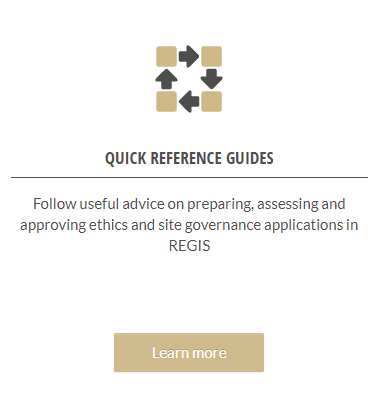 QUICK REFERENCE GUIDES
Follow useful advice on preparing, assessing and
approving ethics and site governance applications in
REGIS
Learn more